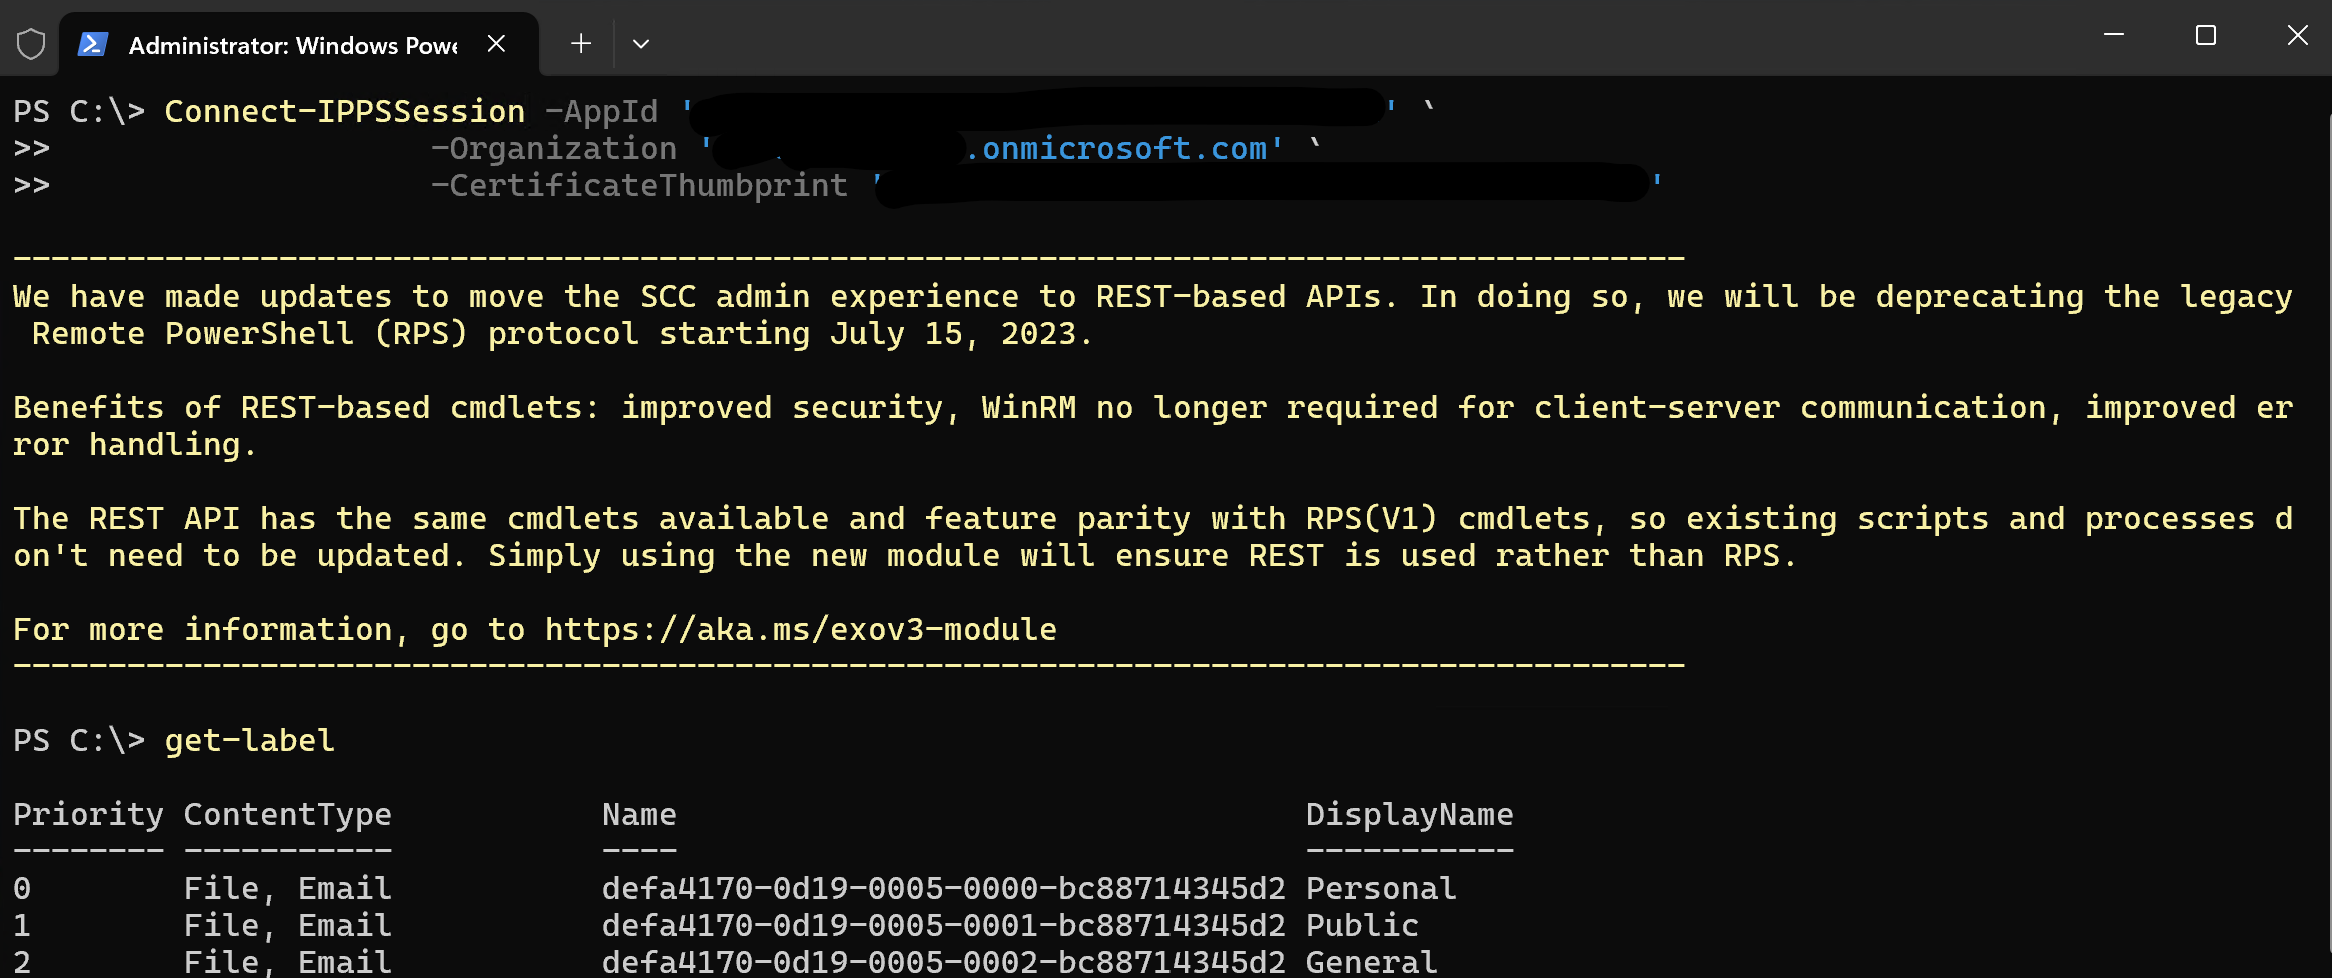 Administrator: Windows Powe
PS C:\> Connect-IPPSSession -AppId '' `
>> -Organization '.onmicrosoft.com' `
>> -CertificateThumbprint ''
----------------------------------------------------------------------------------------
We have made updates to move the SCC admin experience to REST-based APIs. In doing so, we will be deprecating the legacy
Remote PowerShell (RPS) protocol starting July 15, 2023.
Benefits of REST-based cmdlets: improved security, WinRM no longer required for client-server communication, improved er
ror handling.
The REST API has the same cmdlets available and feature parity with RPS(V1) cmdlets, so existing scripts and processes d
on't need to be updated. Simply using the new module will ensure REST is used rather than RPS.
For more information, go to https://aka.ms/exov3-module
----------------------------------------------------------------------------------------
PS C:\> get-label
Priority ContentType Name DisplayName
-------- ----------- ---- -----------
0 File, Email defa4170-0d19-0005-0000-bc88714345d2 Personal
1 File, Email defa4170-0d19-0005-0001-bc88714345d2 Public
2 File, Email defa4170-0d19-0005-0002-bc88714345d2 General